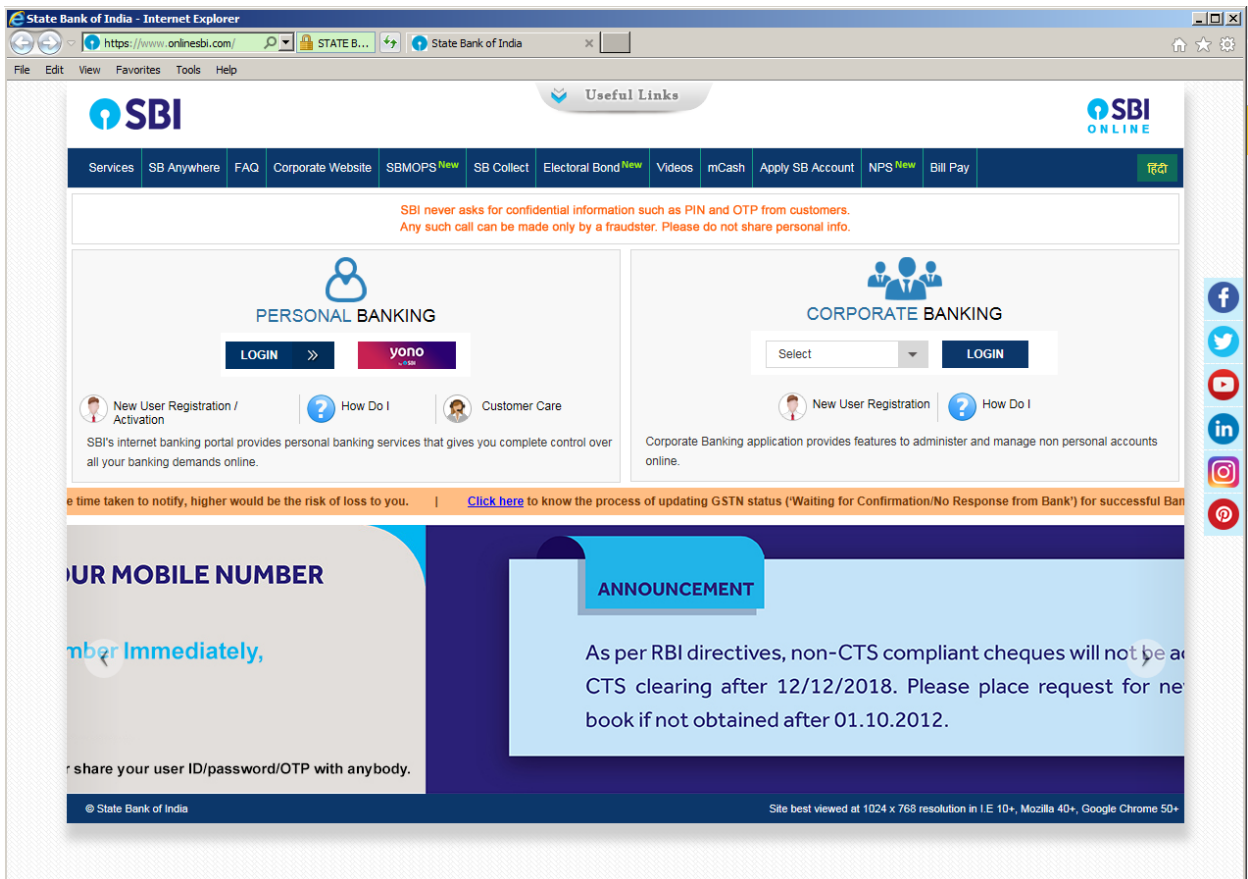 State Bank of India - Internet Explorer
https://www.onlinesbi.com/
STATE B...
State Bank of India
File Edit View Favorites Tools Help
Useful Links
SBI
SBI
ONLINE
Services SB Anywhere FAQ Corporate Website SBMOPS New SB Collect Electoral Bond New Videos mCash Apply SB Account NPS New Bill Pay हिंदी
SBI never asks for confidential information such as PIN and OTP from customers.
Any such call can be made only by a fraudster. Please do not share personal info.
PERSONAL BANKING
LOGIN »
yono
by SBI
New User Registration /
Activation
How Do I
Customer Care
SBI's internet banking portal provides personal banking services that gives you complete control over
all your banking demands online.
CORPORATE BANKING
Select
LOGIN
New User Registration
How Do I
Corporate Banking application provides features to administer and manage non personal accounts
online.
e time taken to notify, higher would be the risk of loss to you. | Click here to know the process of updating GSTN status ('Waiting for Confirmation/No Response from Bank') for successful Ban
OUR MOBILE NUMBER
mber Immediately,
r share your user ID/password/OTP with anybody.
ANNOUNCEMENT
As per RBI directives, non-CTS compliant cheques will not be ac
CTS clearing after 12/12/2018. Please place request for ne
book if not obtained after 01.10.2012.
© State Bank of India
Site best viewed at 1024 x 768 resolution in I.E 10+, Mozilla 40+, Google Chrome 50+